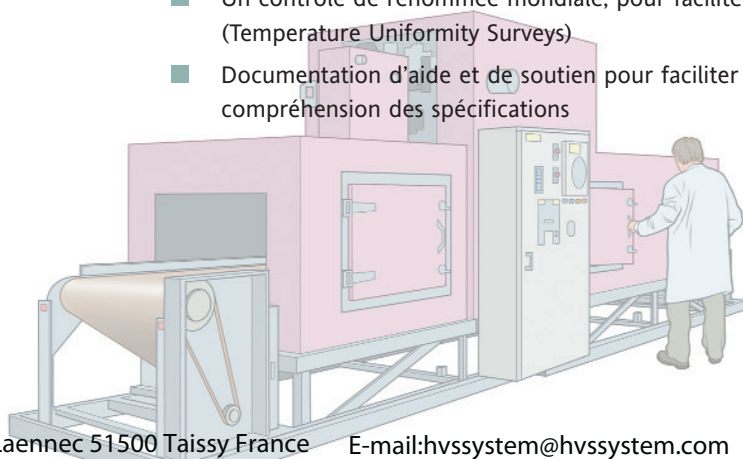 Un contrôle de renommée mondiale, pour faciliter
(Temperature Uniformity Surveys)
Documentation d'aide et de soutien pour faciliter
compréhension des spécifications
Laennec 51500 Taissy France E-mail:hvssystem@hvssystem.com